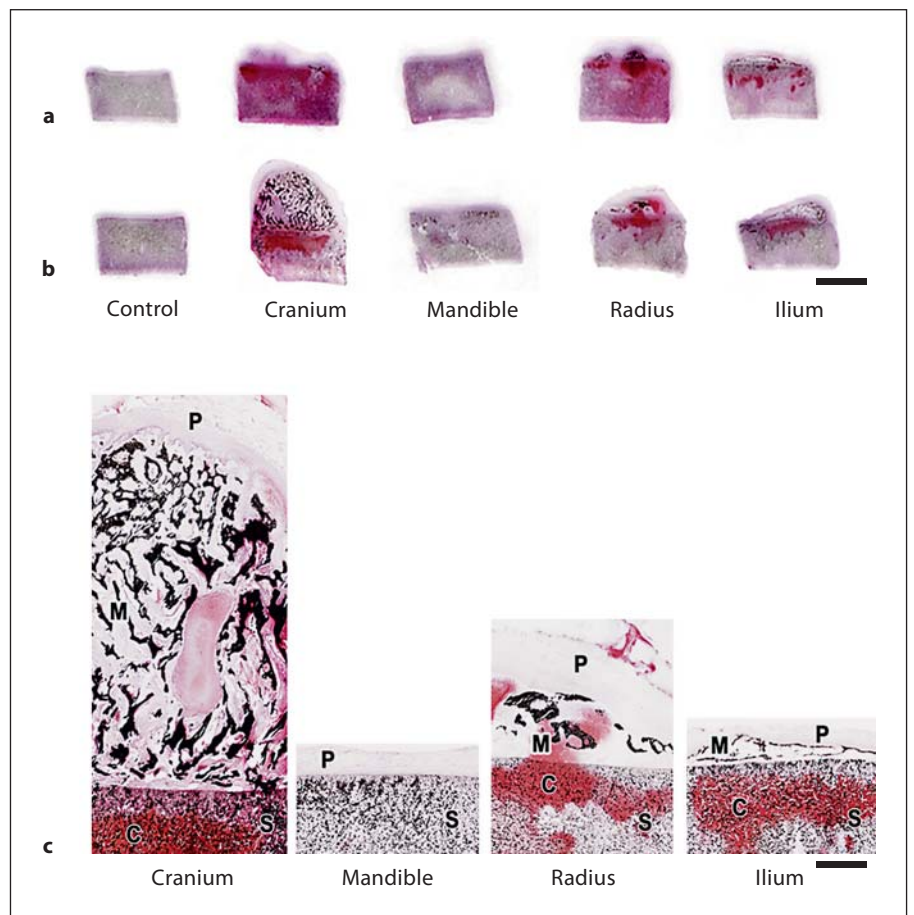 a
b
Control Cranium Mandible Radius Ilium
P
M
C S
P
S
P
M
C S
P
M
C S
c
Cranium Mandible Radius Ilium